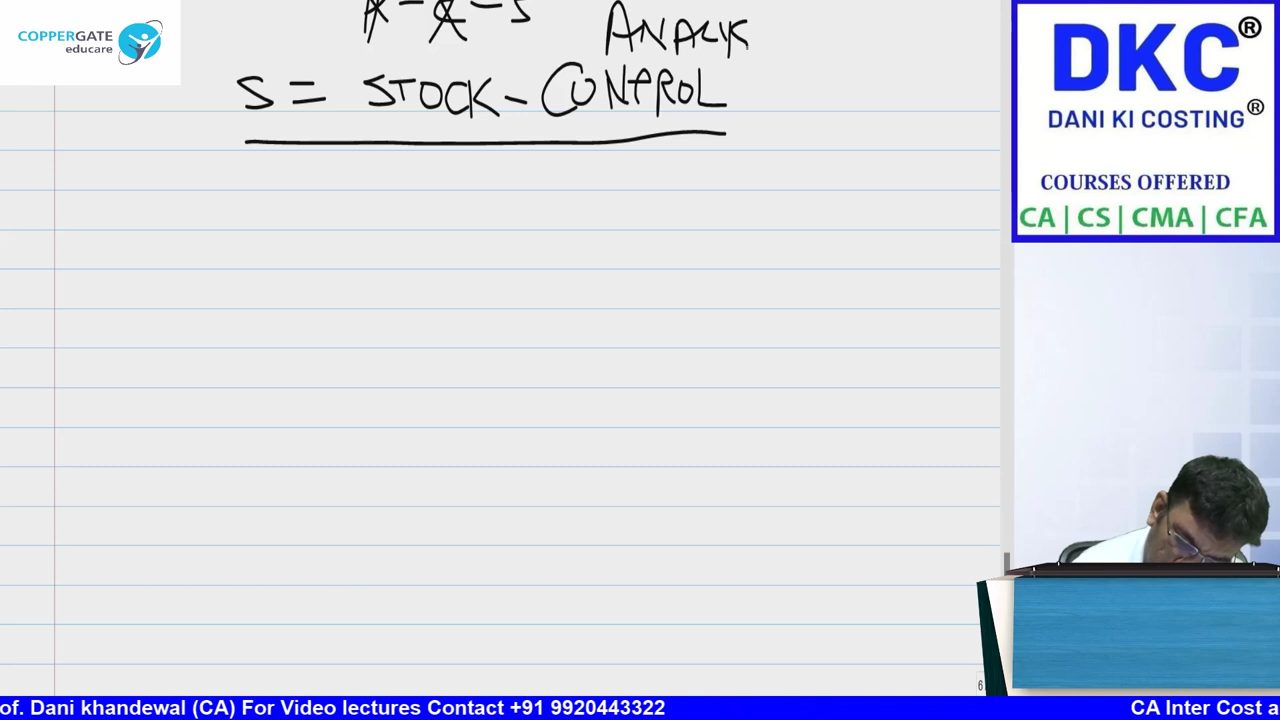 COPPERGATE
educare
ANALYS
S = STOCK - CONTROL
DKC®
DANI KI COSTING®
COURSES OFFERED
CA | CS | CMA | CFA
6
of. Dani khandewal (CA) For Video lectures Contact +91 9920443322
CA Inter Cost a